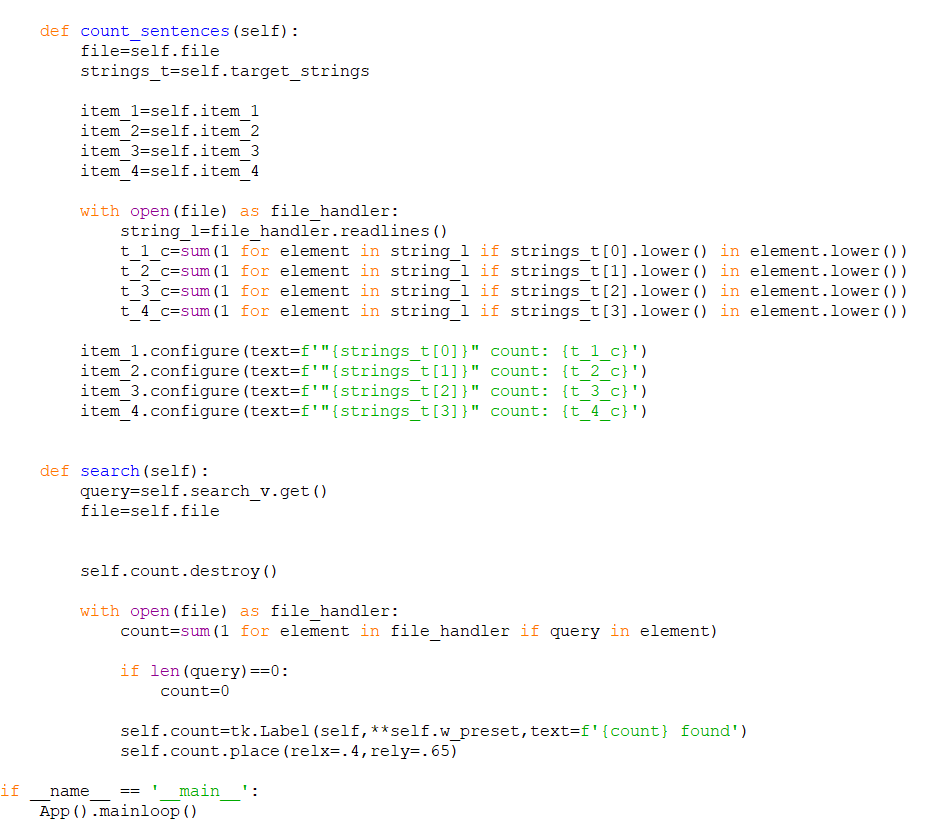 def count_sentences(self):
        file=self.file
        strings_t=self.target_strings

        item_1=self.item_1
        item_2=self.item_2
        item_3=self.item_3
        item_4=self.item_4

        with open(file) as file_handler:
            string_l=file_handler.readlines()
            t_1_c=sum(1 for element in string_l if strings_t[0].lower() in element.lower())
            t_2_c=sum(1 for element in string_l if strings_t[1].lower() in element.lower())
            t_3_c=sum(1 for element in string_l if strings_t[2].lower() in element.lower())
            t_4_c=sum(1 for element in string_l if strings_t[3].lower() in element.lower())

        item_1.configure(text=f'"{strings_t[0]}" count: {t_1_c}')
        item_2.configure(text=f'"{strings_t[1]}" count: {t_2_c}')
        item_3.configure(text=f'"{strings_t[2]}" count: {t_3_c}')
        item_4.configure(text=f'"{strings_t[3]}" count: {t_4_c}')


    def search(self):
        query=self.search_v.get()
        file=self.file


        self.count.destroy()

        with open(file) as file_handler:
            count=sum(1 for element in file_handler if query in element)

            if len(query)==0:
                count=0

            self.count=tk.Label(self,**self.w_preset,text=f'{count} found')
            self.count.place(relx=.4,rely=.65)

if __name__ == '__main__':
    App().mainloop()